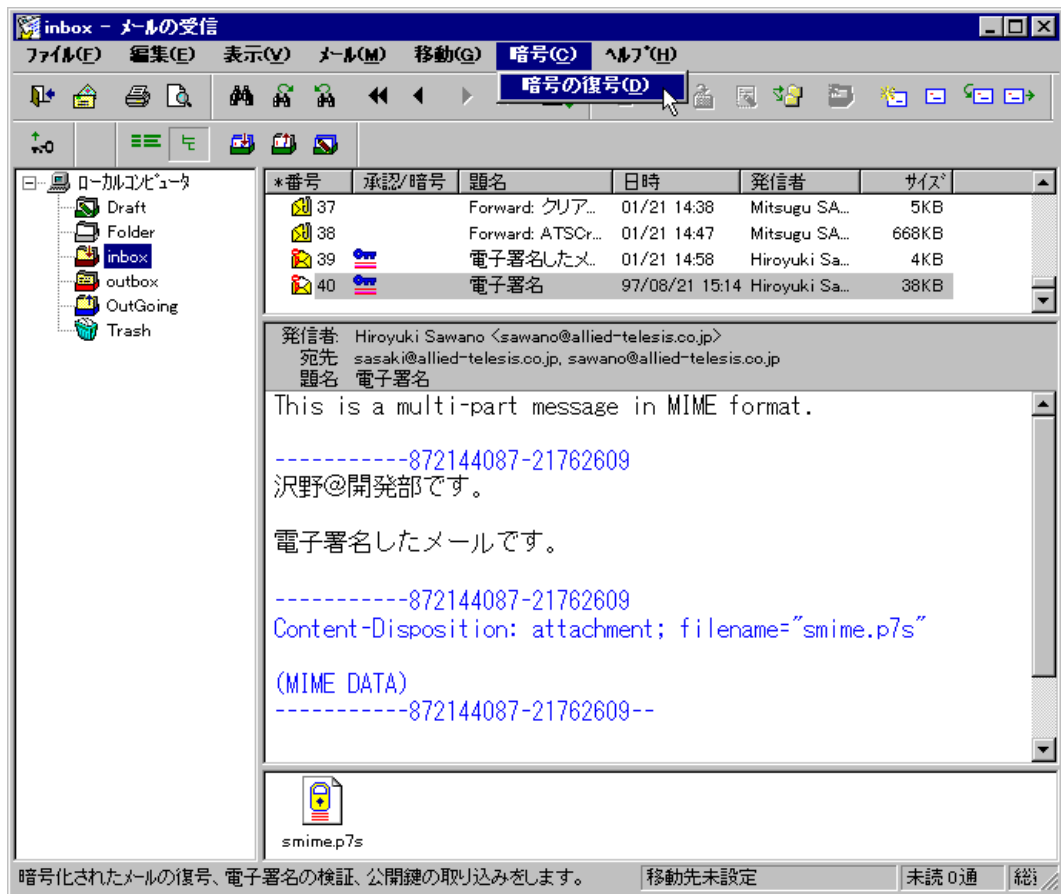 inbox - ﾒｰﾙの受信
ﾌｧｲﾙ(F) 編集(E) 表示(V) ﾒｰﾙ(M) 移動(G) 暗号(C) ﾍﾙﾌﾟ(H)
暗号の復号(D)
ﾛｰｶﾙｺﾝﾋﾟｭｰﾀ
Draft
Folder
inbox
outbox
OutGoing
Trash
*番号 承認/暗号 題名 日時 発信者 ｻｲｽﾞ
37 Forward: クリア... 01/21 14:38 Mitsugu SA... 5KB
38 Forward: ATSCr... 01/21 14:47 Mitsugu SA... 668KB
39 電子署名したメ... 01/21 14:58 Hiroyuki Sa... 4KB
40 電子署名 97/08/21 15:14 Hiroyuki Sa... 38KB
発信者: Hiroyuki Sawano <sawano@allied-telesis.co.jp>
宛先: sasaki@allied-telesis.co.jp, sawano@allied-telesis.co.jp
題名: 電子署名
This is a multi-part message in MIME format.
-----------872144087-21762609
沢野@開発部です。
電子署名したメールです。
-----------872144087-21762609
Content-Disposition: attachment; filename="smime.p7s"
(MIME DATA)
-----------872144087-21762609--
smime.p7s
暗号化されたﾒｰﾙの復号、電子署名の検証、公開鍵の取り込みをします。 移動先未設定 未読 0通